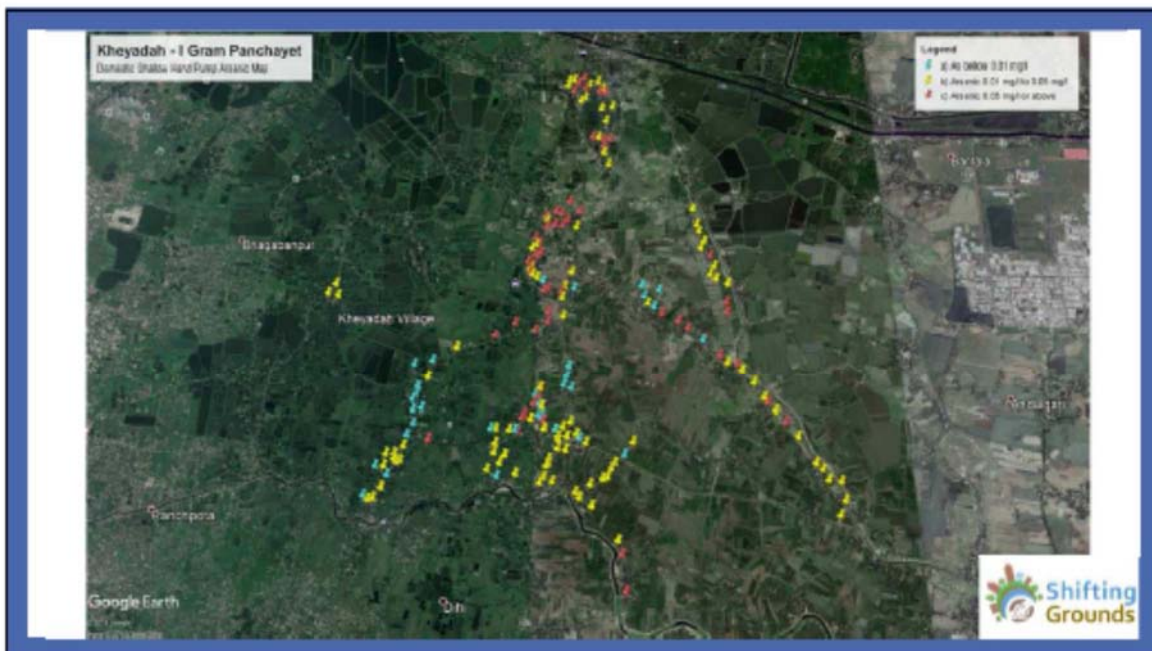 Kheyadah - I Gram Panchayet
Domestic Shallow Hand Pump Arsenic Map
Legend
a) As below 0.01 mg/l
b) Arsenic 0.01 mg/l to 0.05 mg/l
c) Arsenic 0.05 mg/l or above
Bhagabanpur
Kheyadah Village
Panchpota
Dihi
Google Earth
Shifting
Grounds